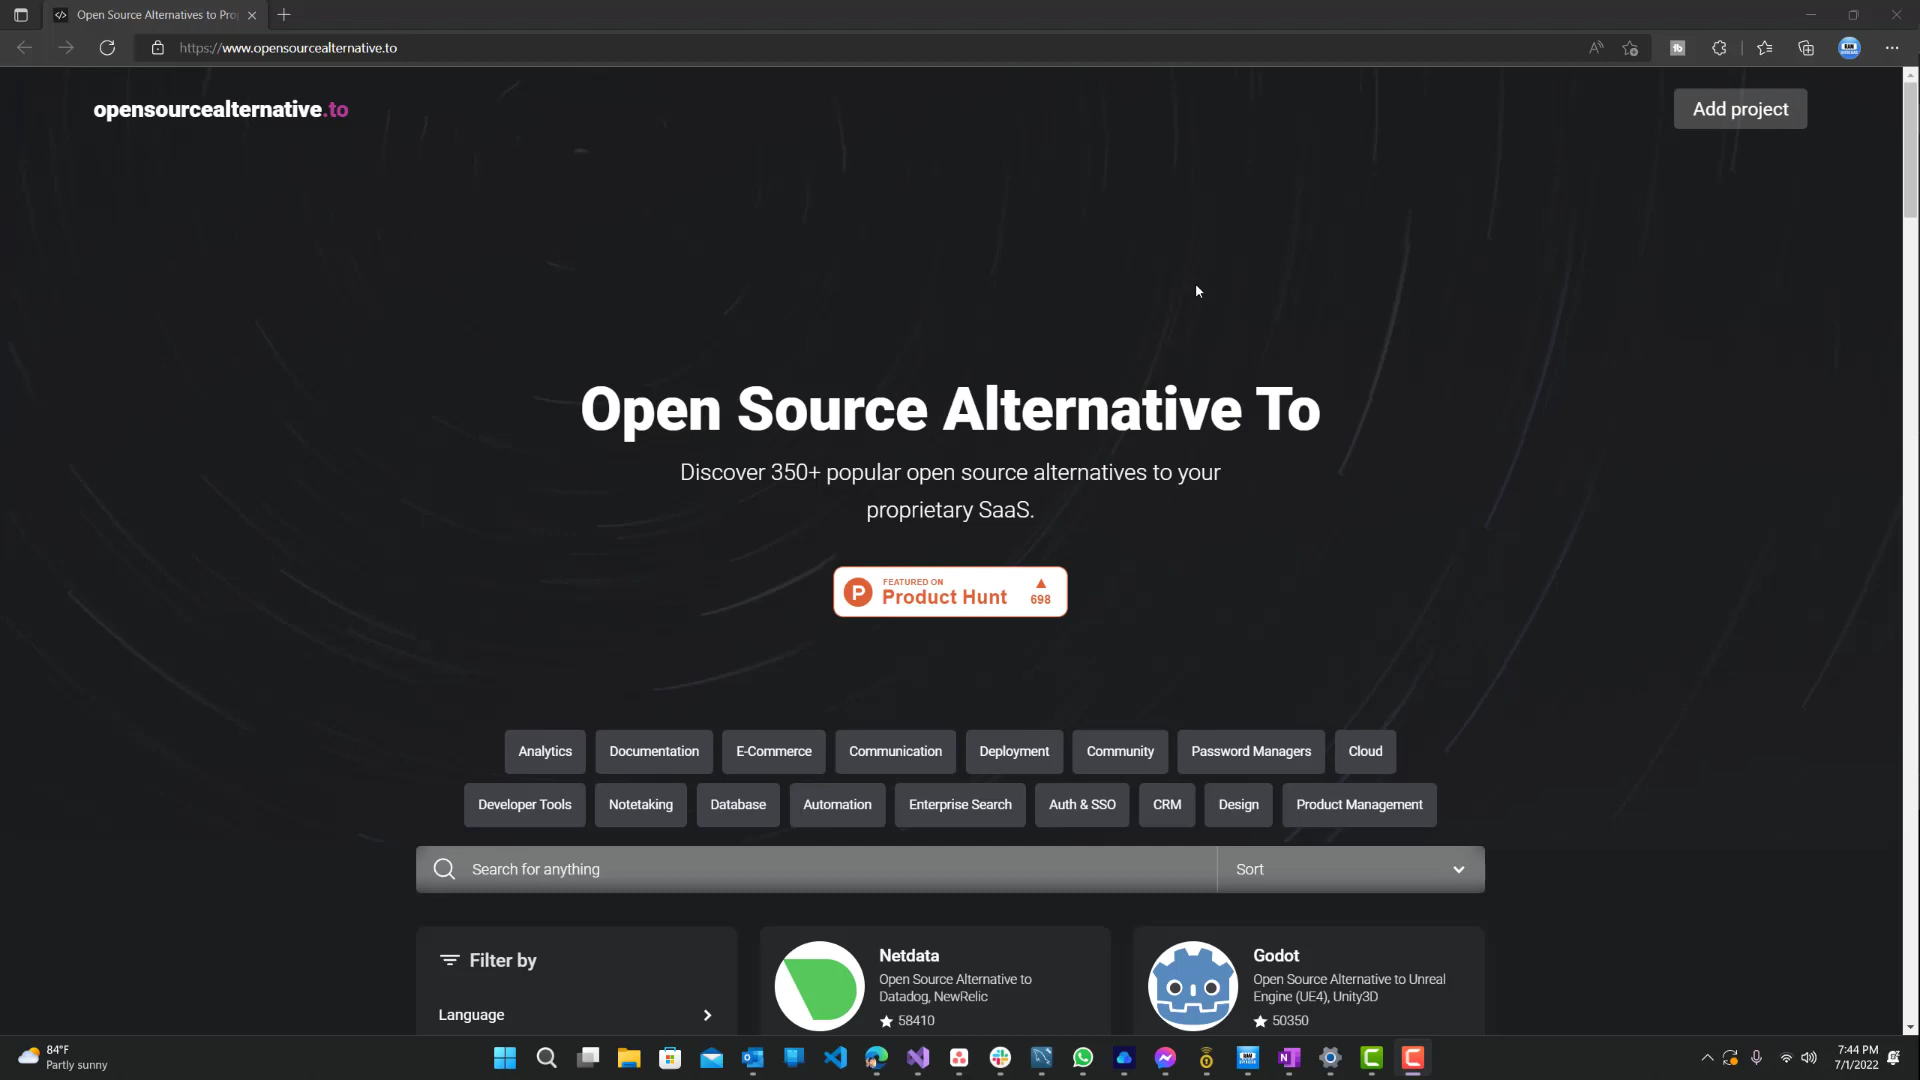 Open Source Alternatives to Pro
https://www.opensourcealternative.to
opensourcealternative.to
Add project
Open Source Alternative To
Discover 350+ popular open source alternatives to your
proprietary SaaS.
P
FEATURED ON
Product Hunt
698
Analytics
Documentation
E-Commerce
Communication
Deployment
Community
Password Managers
Cloud
Developer Tools
Notetaking
Database
Automation
Enterprise Search
Auth & SSO
CRM
Design
Product Management
Search for anything
Sort
Filter by
Language
Netdata
Open Source Alternative to
Datadog, NewRelic
58410
Godot
Open Source Alternative to Unreal
Engine (UE4), Unity3D
50350
84°F
Partly sunny
7:44 PM
7/1/2022